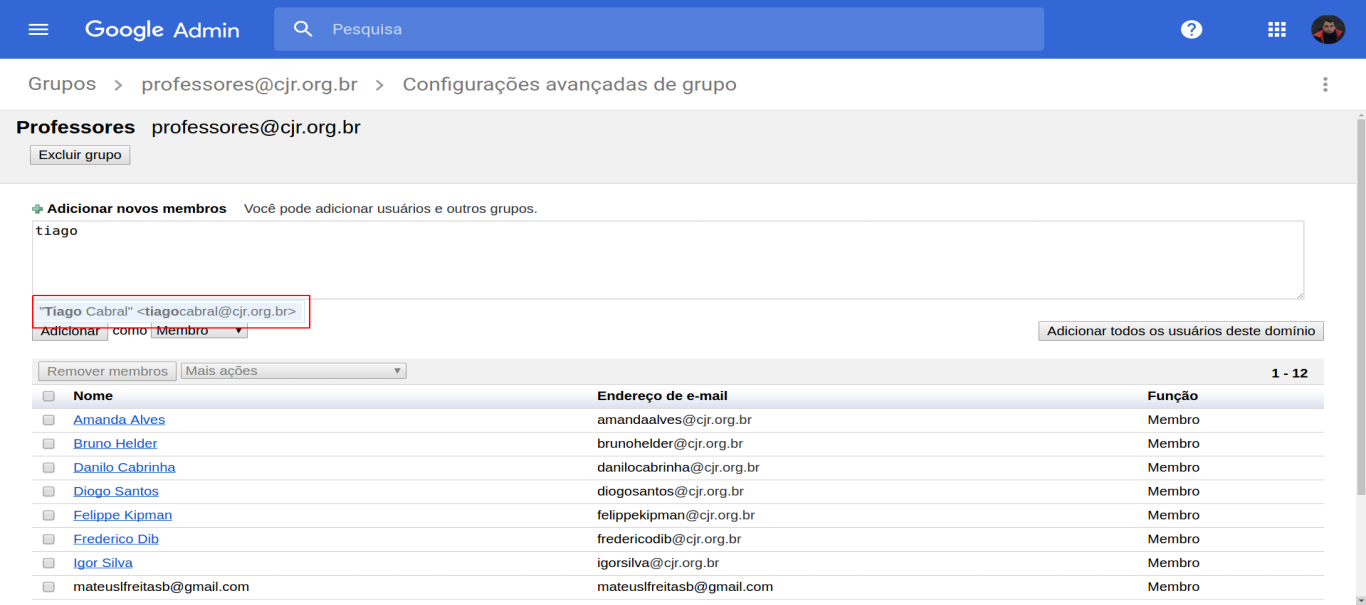 Google Admin
Pesquisa
?
Grupos > professores@cjr.org.br > Configurações avançadas de grupo
Professores professores@cjr.org.br
Excluir grupo
Adicionar novos membros Você pode adicionar usuários e outros grupos.
tiago
"Tiago Cabral" <tiagocabral@cjr.org.br>
Adicionar como Membro
Adicionar todos os usuários deste domínio
Remover membros Mais ações 1 - 12
Nome Endereço de e-mail Função
Amanda Alves amandaalves@cjr.org.br Membro
Bruno Helder brunohelder@cjr.org.br Membro
Danilo Cabrinha danilocabrinha@cjr.org.br Membro
Diogo Santos diogosantos@cjr.org.br Membro
Felippe Kipman felippekipman@cjr.org.br Membro
Frederico Dib fredericodib@cjr.org.br Membro
Igor Silva igorsilva@cjr.org.br Membro
mateuslfreitasb@gmail.com mateuslfreitasb@gmail.com Membro